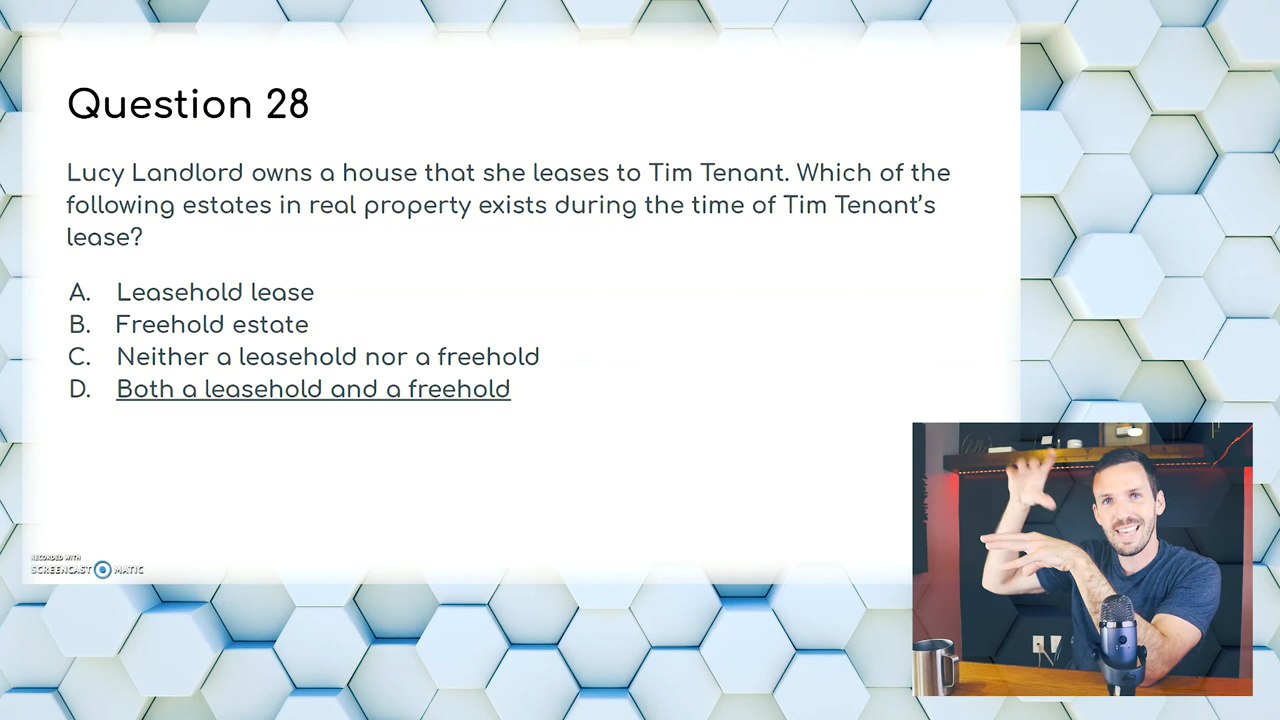 Question 28
Lucy Landlord owns a house that she leases to Tim Tenant. Which of the
following estates in real property exists during the time of Tim Tenant’s
lease?
A. Leasehold lease
B. Freehold estate
C. Neither a leasehold nor a freehold
D. Both a leasehold and a freehold
RECORDED WITH
SCREENCAST MATIC